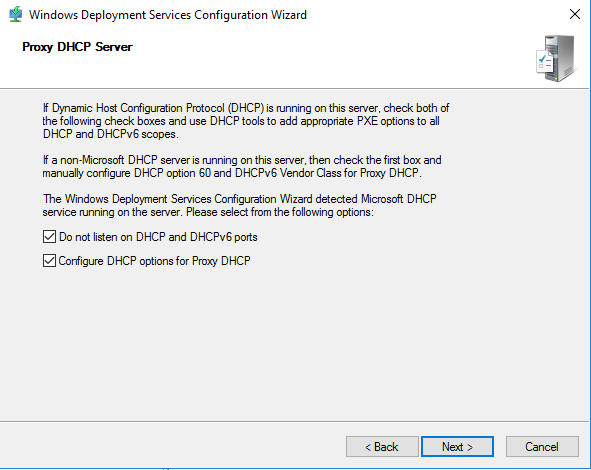 Windows Deployment Services Configuration Wizard
Proxy DHCP Server
If Dynamic Host Configuration Protocol (DHCP) is running on this server, check both of
the following check boxes and use DHCP tools to add appropriate PXE options to all
DHCP and DHCPv6 scopes.
If a non-Microsoft DHCP server is running on this server, then check the first box and
manually configure DHCP option 60 and DHCPv6 Vendor Class for Proxy DHCP.
The Windows Deployment Services Configuration Wizard detected Microsoft DHCP
service running on the server. Please select from the following options:
Do not listen on DHCP and DHCPv6 ports
Configure DHCP options for Proxy DHCP
< Back
Next >
Cancel